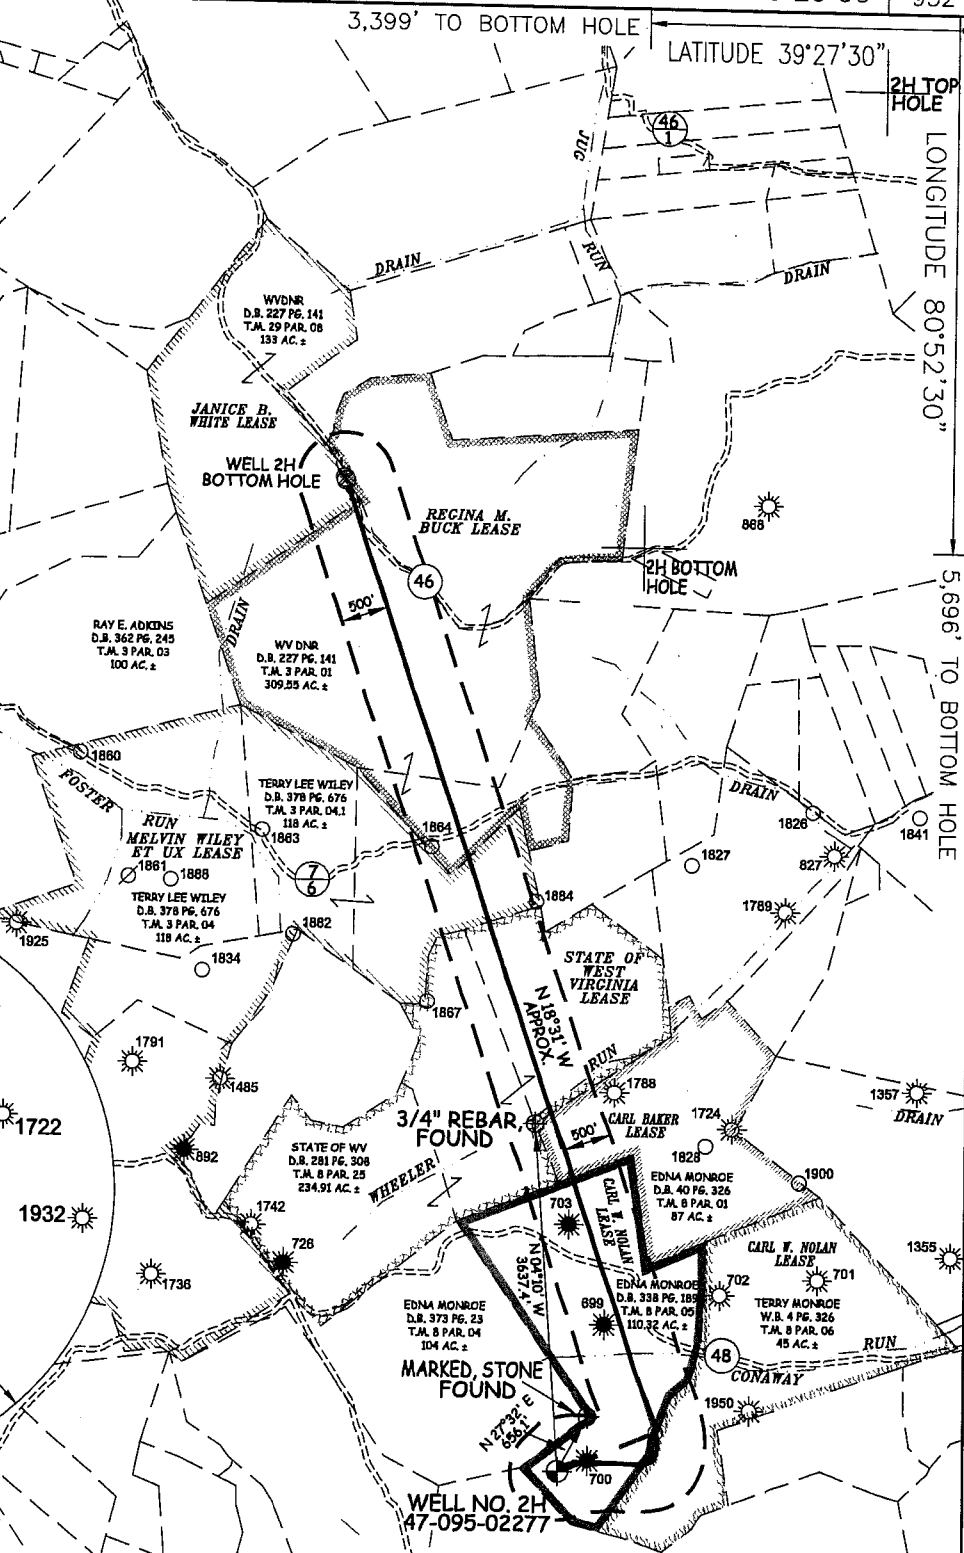 3,399' TO BOTTOM HOLE
LATITUDE 39°27'30"
2H TOP
HOLE
LONGITUDE 80°52'30"
46
1
JUG
RUN
DRAIN
DRAIN
WVDNR
D.B. 227 PG. 141
T.M. 29 PAR. 08
133 AC. ±
JANICE B.
WHITE LEASE
WELL 2H
BOTTOM HOLE
REGINA M.
BUCK LEASE
868
46
2H BOTTOM
HOLE
5,696' TO BOTTOM HOLE
500'
DRAIN
RAY E. ADKINS
D.B. 362 PG. 245
T.M. 3 PAR. 03
100 AC. ±
WV DNR
D.B. 227 PG. 141
T.M. 3 PAR. 01
309.55 AC. ±
1860
FOSTER
RUN
MELVIN WILEY
ET UX LEASE
TERRY LEE WILEY
D.B. 378 PG. 676
T.M. 3 PAR. 04.1
118 AC. ±
1863
1864
DRAIN
1826
1841
827
1827
1861
1868
7
6
TERRY LEE WILEY
D.B. 378 PG. 676
T.M. 3 PAR. 04
118 AC. ±
1884
1789
1925
1882
1834
STATE OF
WEST
VIRGINIA
LEASE
1867
N 18°31' W
APPROX.
1791
1485
RUN
1788
1357
DRAIN
1722
3/4" REBAR,
FOUND
CARL BAKER
LEASE
1724
500'
1828
892
STATE OF WV
D.B. 281 PG. 308
T.M. 8 PAR. 25
234.91 AC. ±
WHEELER
EDNA MONROE
D.B. 40 PG. 326
T.M. 8 PAR. 01
87 AC. ±
1900
1932
1742
703
CARL W. NOLAN
LEASE
728
CARL W. NOLAN
LEASE
1355
1736
N 04°10' W
3637.4'
702
701
EDNA MONROE
D.B. 338 PG. 189
T.M. 8 PAR. 05
110.32 AC. ±
TERRY MONROE
W.B. 4 PG. 326
T.M. 8 PAR. 06
45 AC. ±
EDNA MONROE
D.B. 373 PG. 23
T.M. 8 PAR. 04
104 AC. ±
699
RUN
48
CONAWAY
MARKED, STONE
FOUND
1950
N 27°32' E
656.1'
700
WELL NO. 2H
47-095-02277